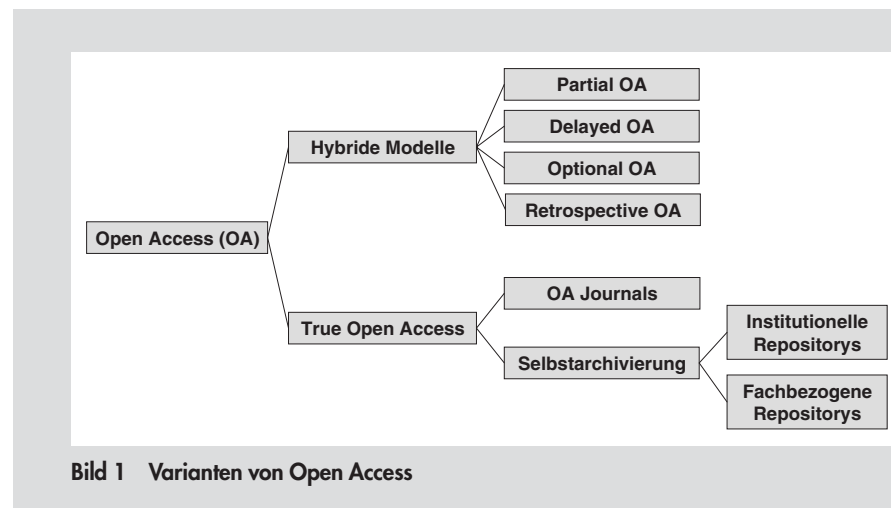 Partial OA
Delayed OA
Hybride Modelle
Optional OA
Retrospective OA
Open Access (OA)
OA Journals
True Open Access
Institutionelle
Repositorys
Selbstarchivierung
Fachbezogene
Repositorys
Bild 1 Varianten von Open Access